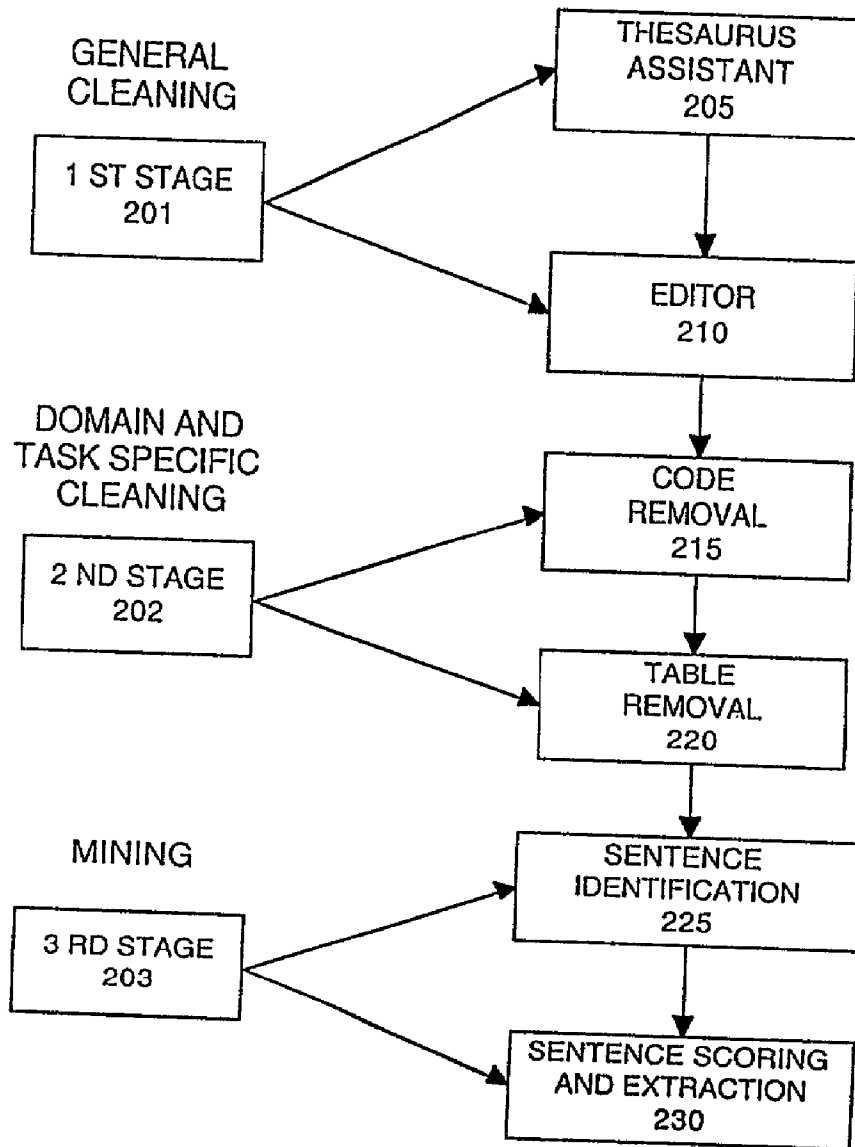 GENERAL
CLEANING
1 ST STAGE
201
THESAURUS
ASSISTANT
205
EDITOR
210
DOMAIN AND
TASK SPECIFIC
CLEANING
2 ND STAGE
202
CODE
REMOVAL
215
TABLE
REMOVAL
220
MINING
3 RD STAGE
203
SENTENCE
IDENTIFICATION
225
SENTENCE SCORING
AND EXTRACTION
230